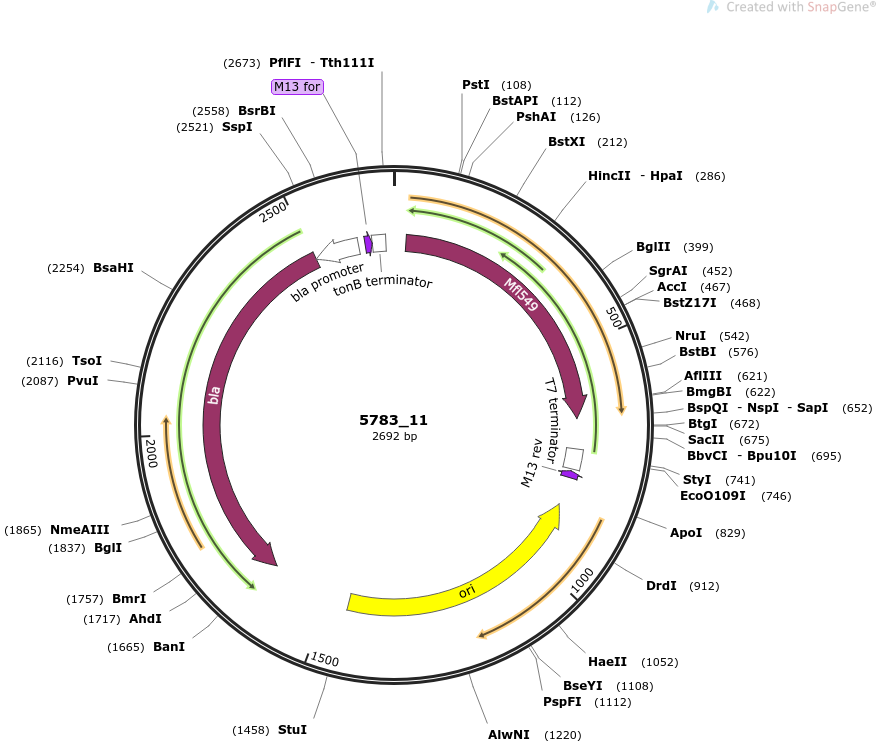 Created with SnapGene®
(2673) PflFI - Tth111I
M13 for
(2558) BsrBI
(2521) SspI
PstI (108)
BstAPI (112)
PshAI (126)
BstXI (212)
HincII - HpaI (286)
BglII (399)
SgrAI (452)
AccI (467)
BstZ17I (468)
NruI (542)
BstBI (576)
AflIII (621)
BmgBI (622)
BspQI - NspI - SapI (652)
BtgI (672)
SacII (675)
BbvCI - Bpu10I (695)
StyI (741)
EcoO109I (746)
ApoI (829)
DrdI (912)
HaeII (1052)
BseYI (1108)
PspFI (1112)
AlwNI (1220)
(1458) StuI
(1665) BanI
(1717) AhdI
(1757) BmrI
(1837) BglI
(1865) NmeAIII
(2087) PvuI
(2116) TsoI
(2254) BsaHI
2500
500
1000
1500
2000
bla promoter
tonB terminator
Mfl549
T7 terminator
M13 rev
ori
bla
5783_11
2692 bp